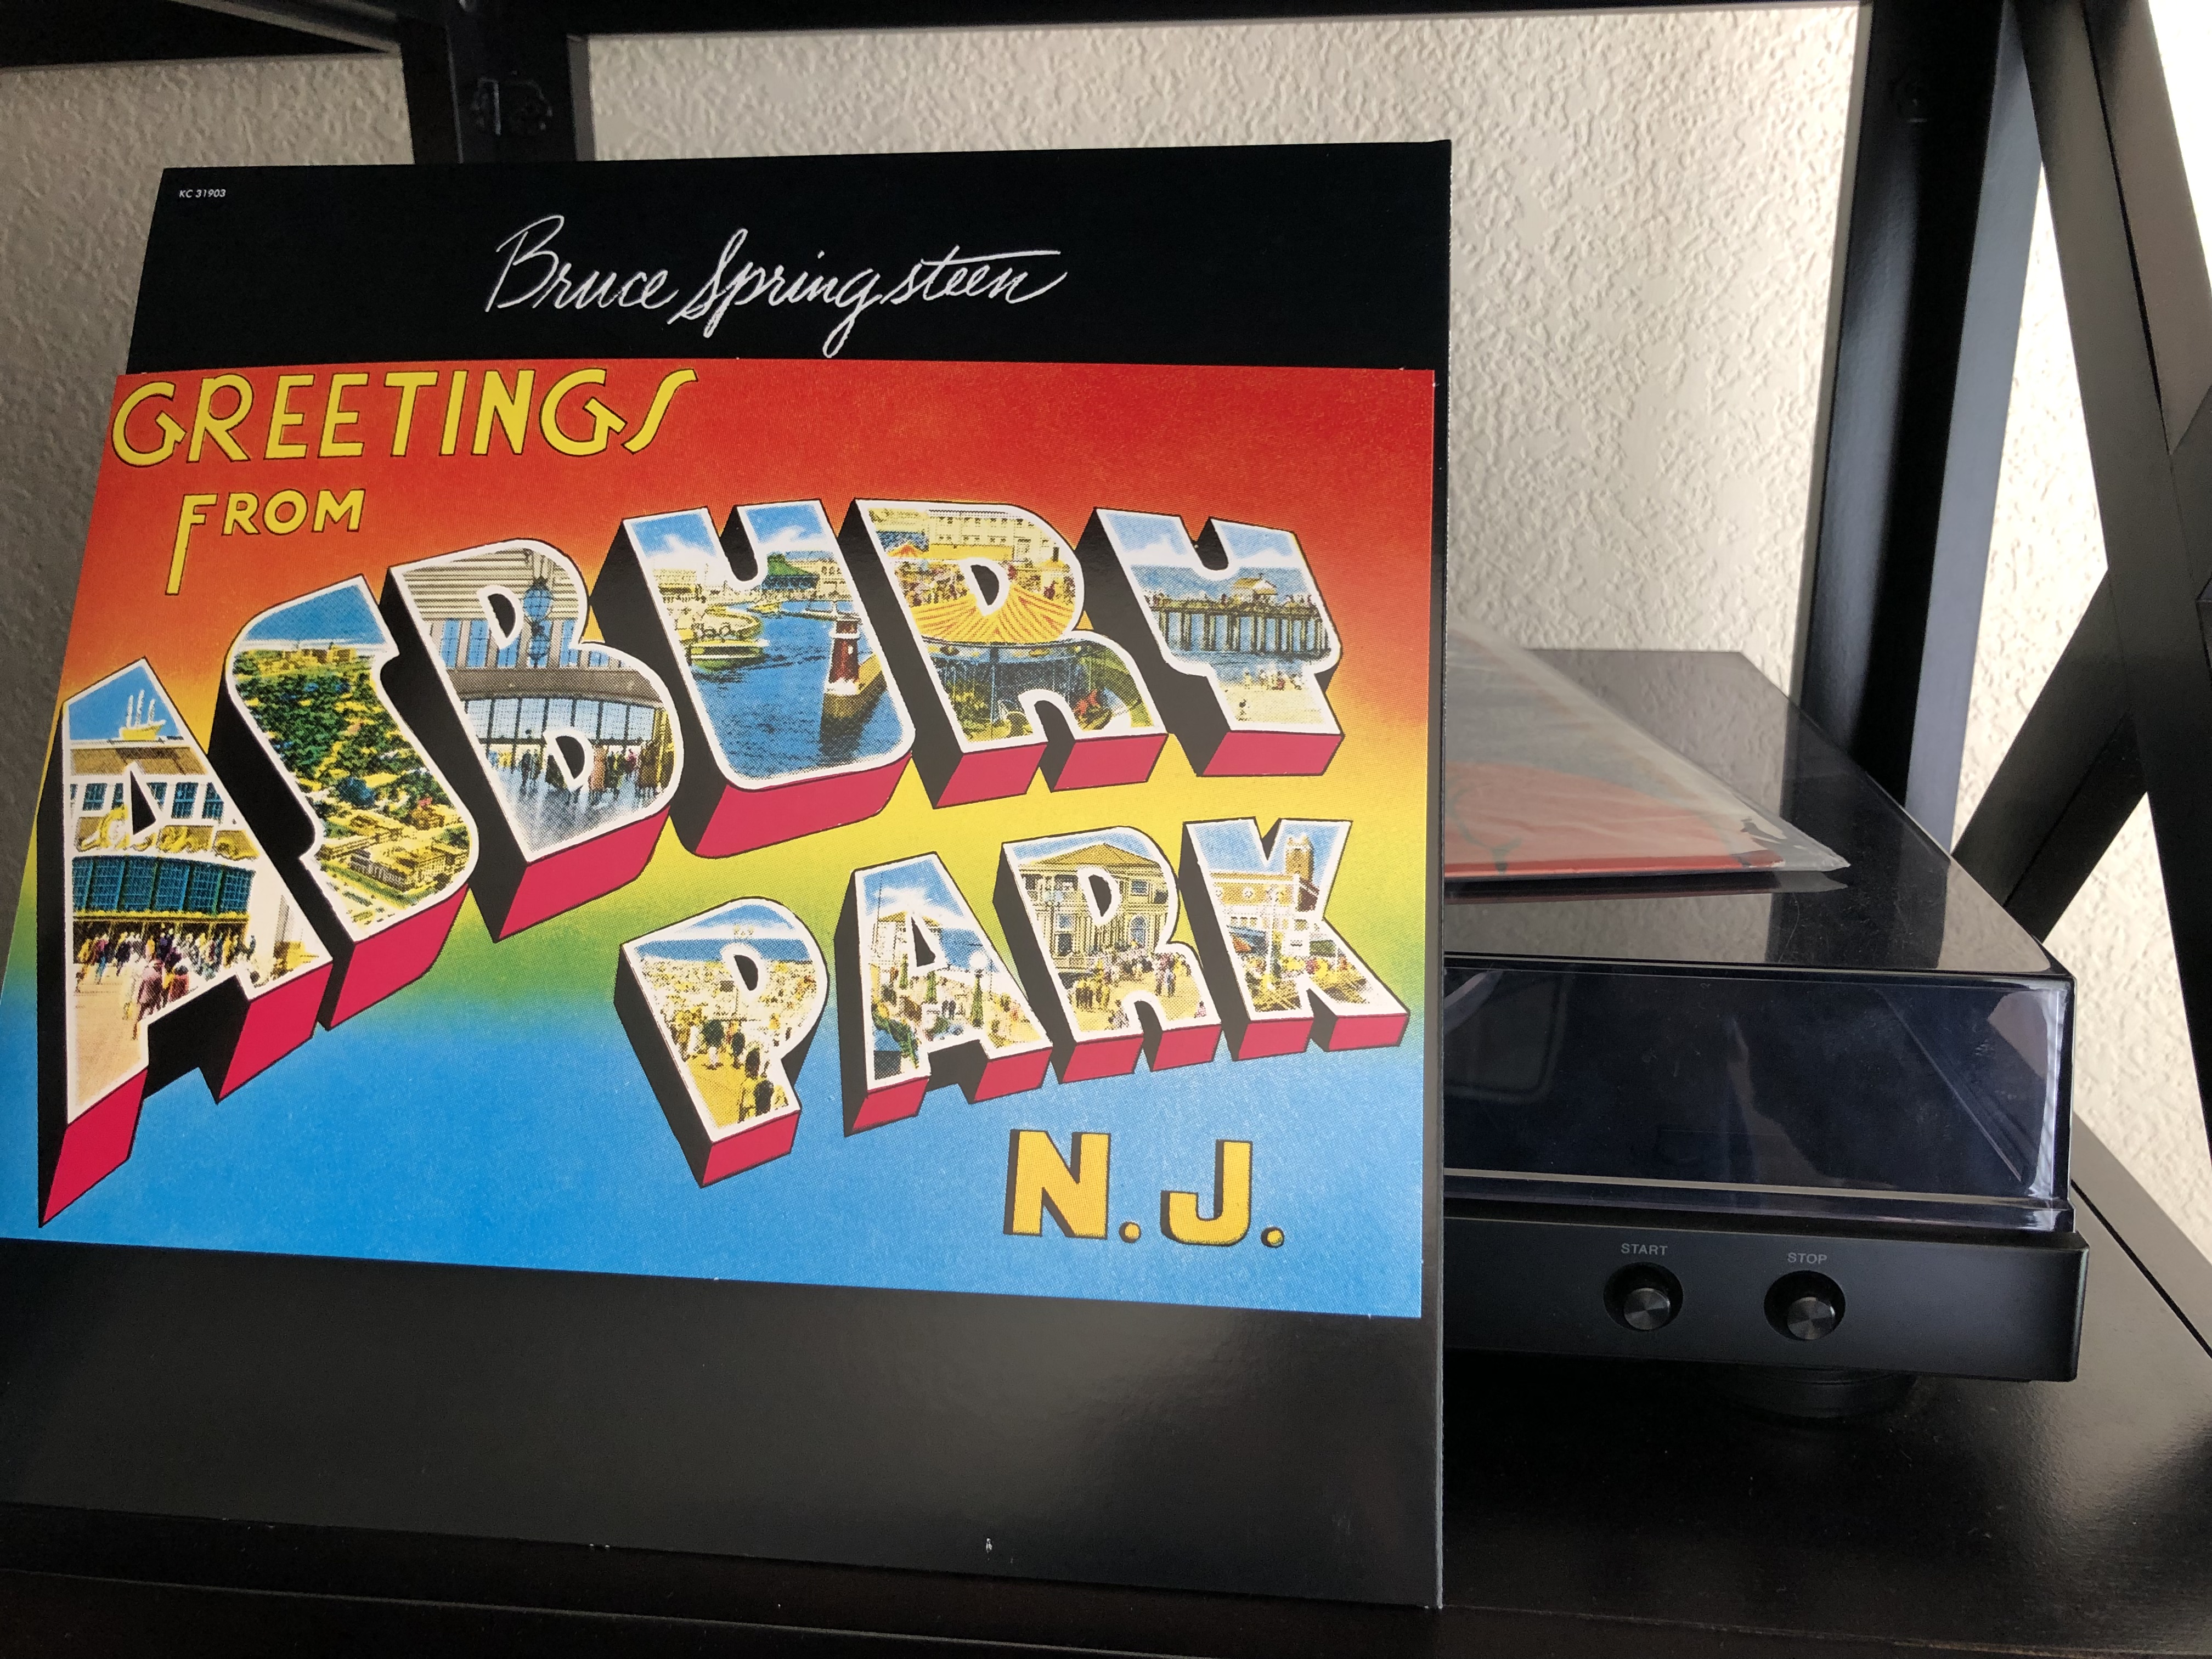 KC 31903
Bruce Springsteen
GREETINGS
FROM
ASBURY
PARK
N.J.
START STOP